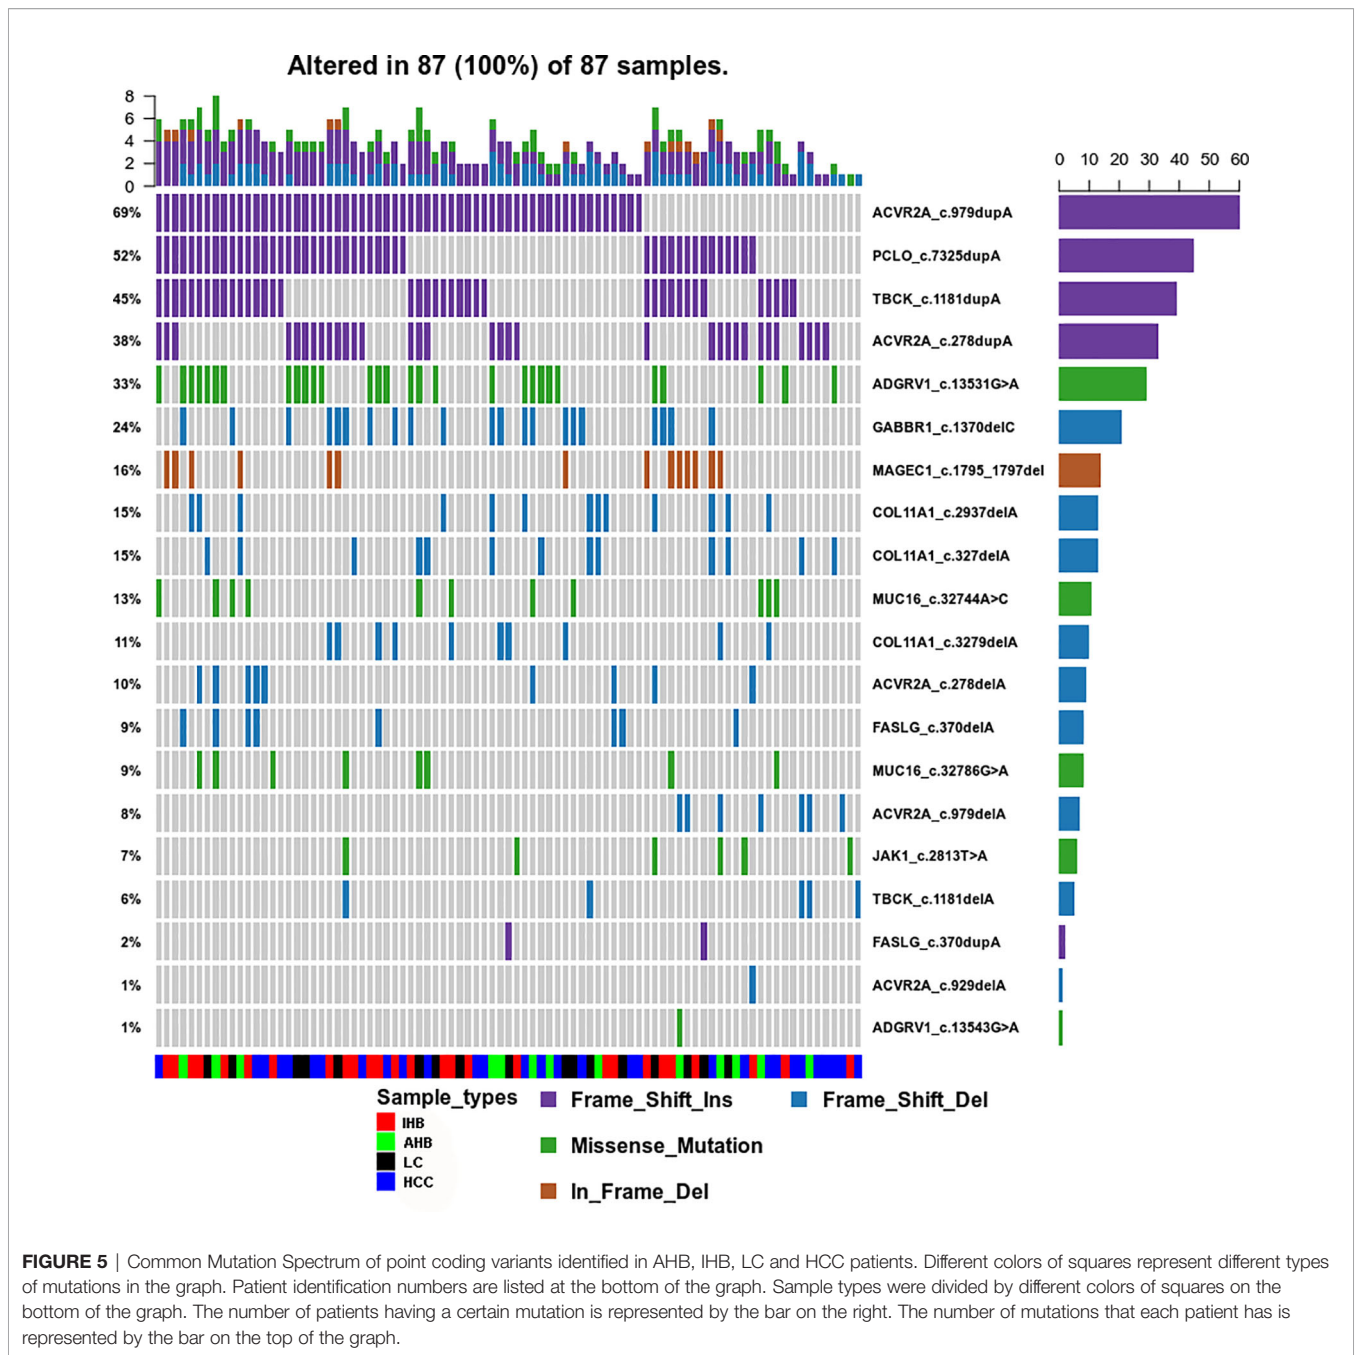 Altered in 87 (100%) of 87 samples.
8
6
4
2
0
0 10 20 30 40 50 60
69% ACVR2A_c.979dupA
52% PCLO_c.7325dupA
45% TBCK_c.1181dupA
38% ACVR2A_c.278dupA
33% ADGRV1_c.13531G>A
24% GABBR1_c.1370delC
16% MAGEC1_c.1795_1797del
15% COL11A1_c.2937delA
15% COL11A1_c.327delA
13% MUC16_c.32744A>C
11% COL11A1_c.3279delA
10% ACVR2A_c.278delA
9% FASLG_c.370delA
9% MUC16_c.32786G>A
8% ACVR2A_c.979delA
7% JAK1_c.2813T>A
6% TBCK_c.1181delA
2% FASLG_c.370dupA
1% ACVR2A_c.929delA
1% ADGRV1_c.13543G>A
Sample_types
IHB
AHB
LC
HCC
Frame_Shift_Ins Frame_Shift_Del
Missense_Mutation
In_Frame_Del
FIGURE 5 | Common Mutation Spectrum of point coding variants identified in AHB, IHB, LC and HCC patients. Different colors of squares represent different types
of mutations in the graph. Patient identification numbers are listed at the bottom of the graph. Sample types were divided by different colors of squares on the
bottom of the graph. The number of patients having a certain mutation is represented by the bar on the right. The number of mutations that each patient has is
represented by the bar on the top of the graph.